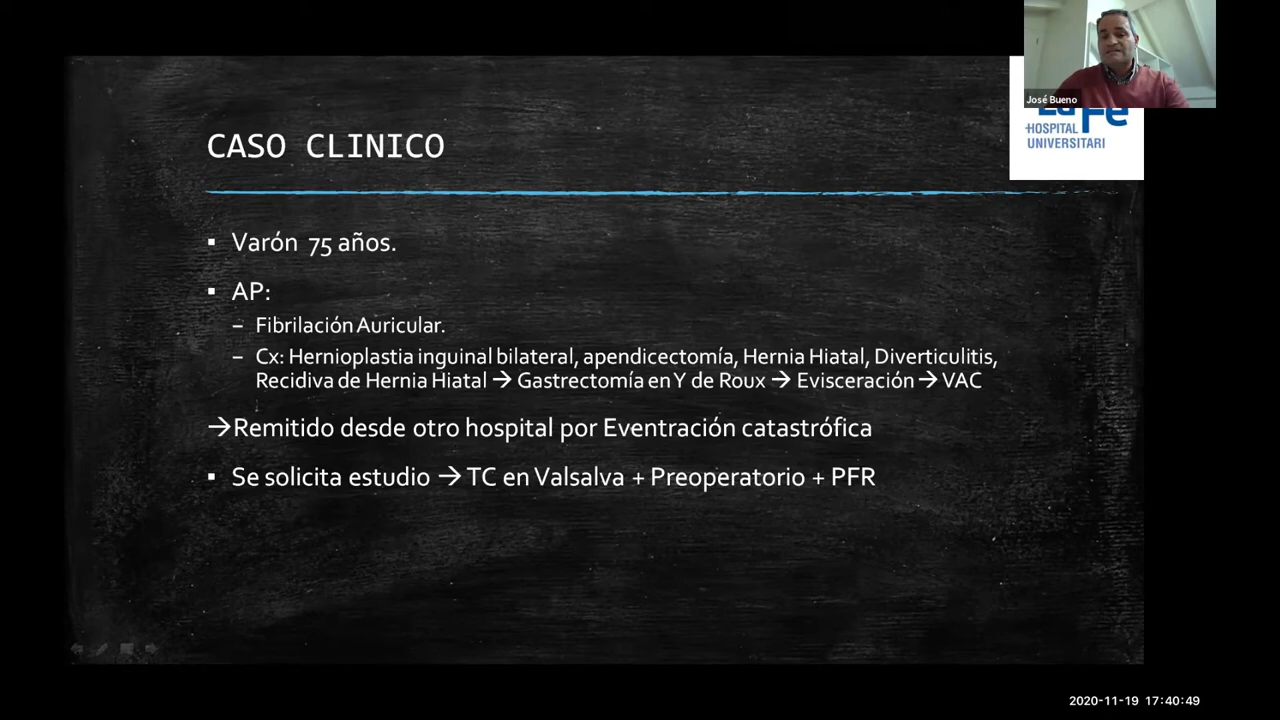 José Bueno
La Fe
HOSPITAL
UNIVERSITARI
CASO CLINICO
▪ Varón 75 años.
▪ AP:
– Fibrilación Auricular.
– Cx: Hernioplastia inguinal bilateral, apendicectomía, Hernia Hiatal, Diverticulitis,
Recidiva de Hernia Hiatal → Gastrectomía en Y de Roux → Evisceración → VAC
→Remitido desde otro hospital por Eventración catastrófica
▪ Se solicita estudio → TC en Valsalva + Preoperatorio + PFR
2020-11-19 17:40:49